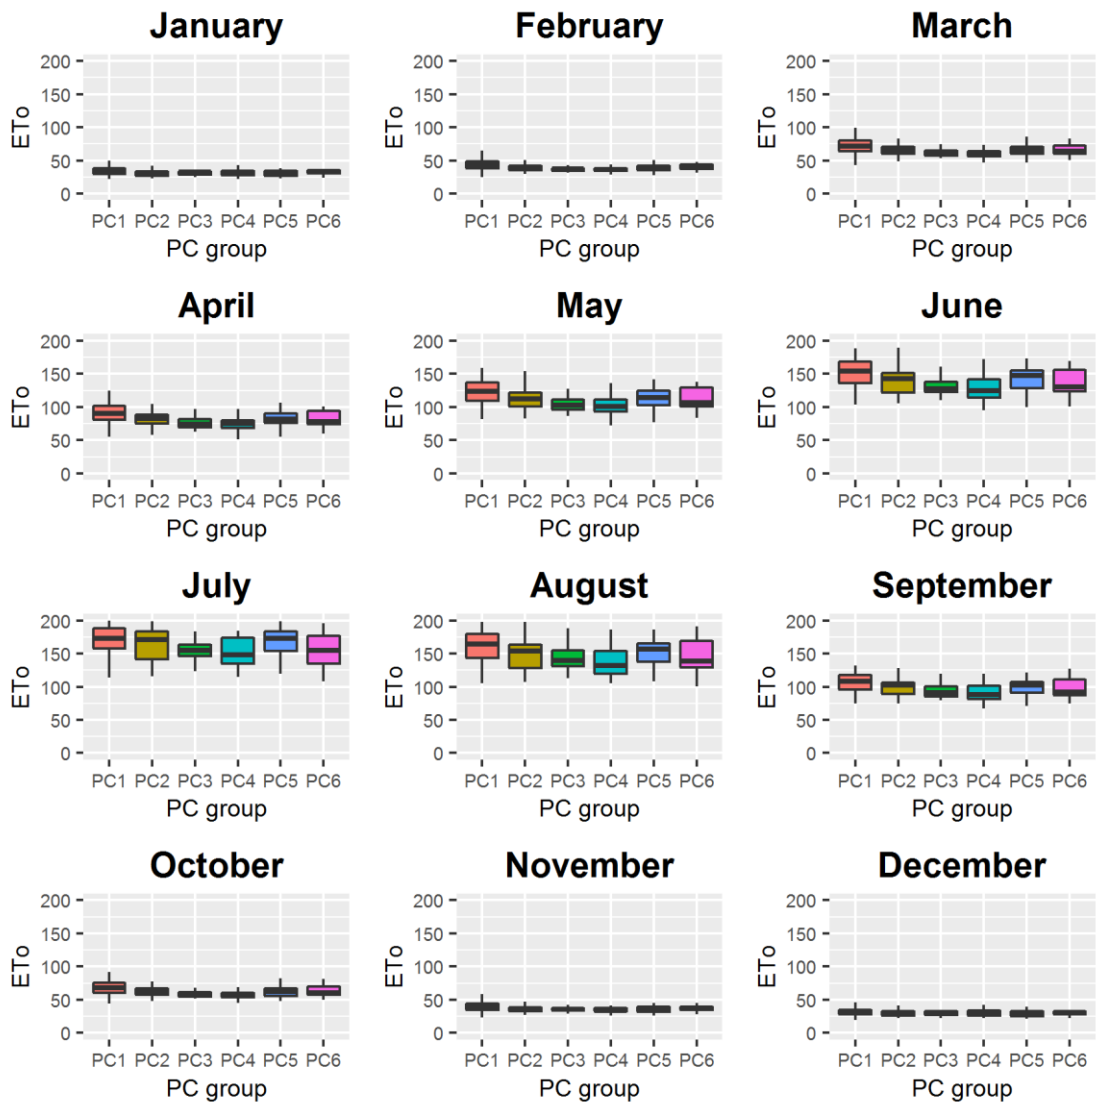 January February March
200 200 200
150 150 150
ETo 100 ETo 100 ETo 100
50 50 50
0 0 0
PC1 PC2 PC3 PC4 PC5 PC6 PC1 PC2 PC3 PC4 PC5 PC6 PC1 PC2 PC3 PC4 PC5 PC6
PC group PC group PC group
April May June
200 200 200
150 150 150
ETo 100 ETo 100 ETo 100
50 50 50
0 0 0
PC1 PC2 PC3 PC4 PC5 PC6 PC1 PC2 PC3 PC4 PC5 PC6 PC1 PC2 PC3 PC4 PC5 PC6
PC group PC group PC group
July August September
200 200 200
150 150 150
ETo 100 ETo 100 ETo 100
50 50 50
0 0 0
PC1 PC2 PC3 PC4 PC5 PC6 PC1 PC2 PC3 PC4 PC5 PC6 PC1 PC2 PC3 PC4 PC5 PC6
PC group PC group PC group
October November December
200 200 200
150 150 150
ETo 100 ETo 100 ETo 100
50 50 50
0 0 0
PC1 PC2 PC3 PC4 PC5 PC6 PC1 PC2 PC3 PC4 PC5 PC6 PC1 PC2 PC3 PC4 PC5 PC6
PC group PC group PC group